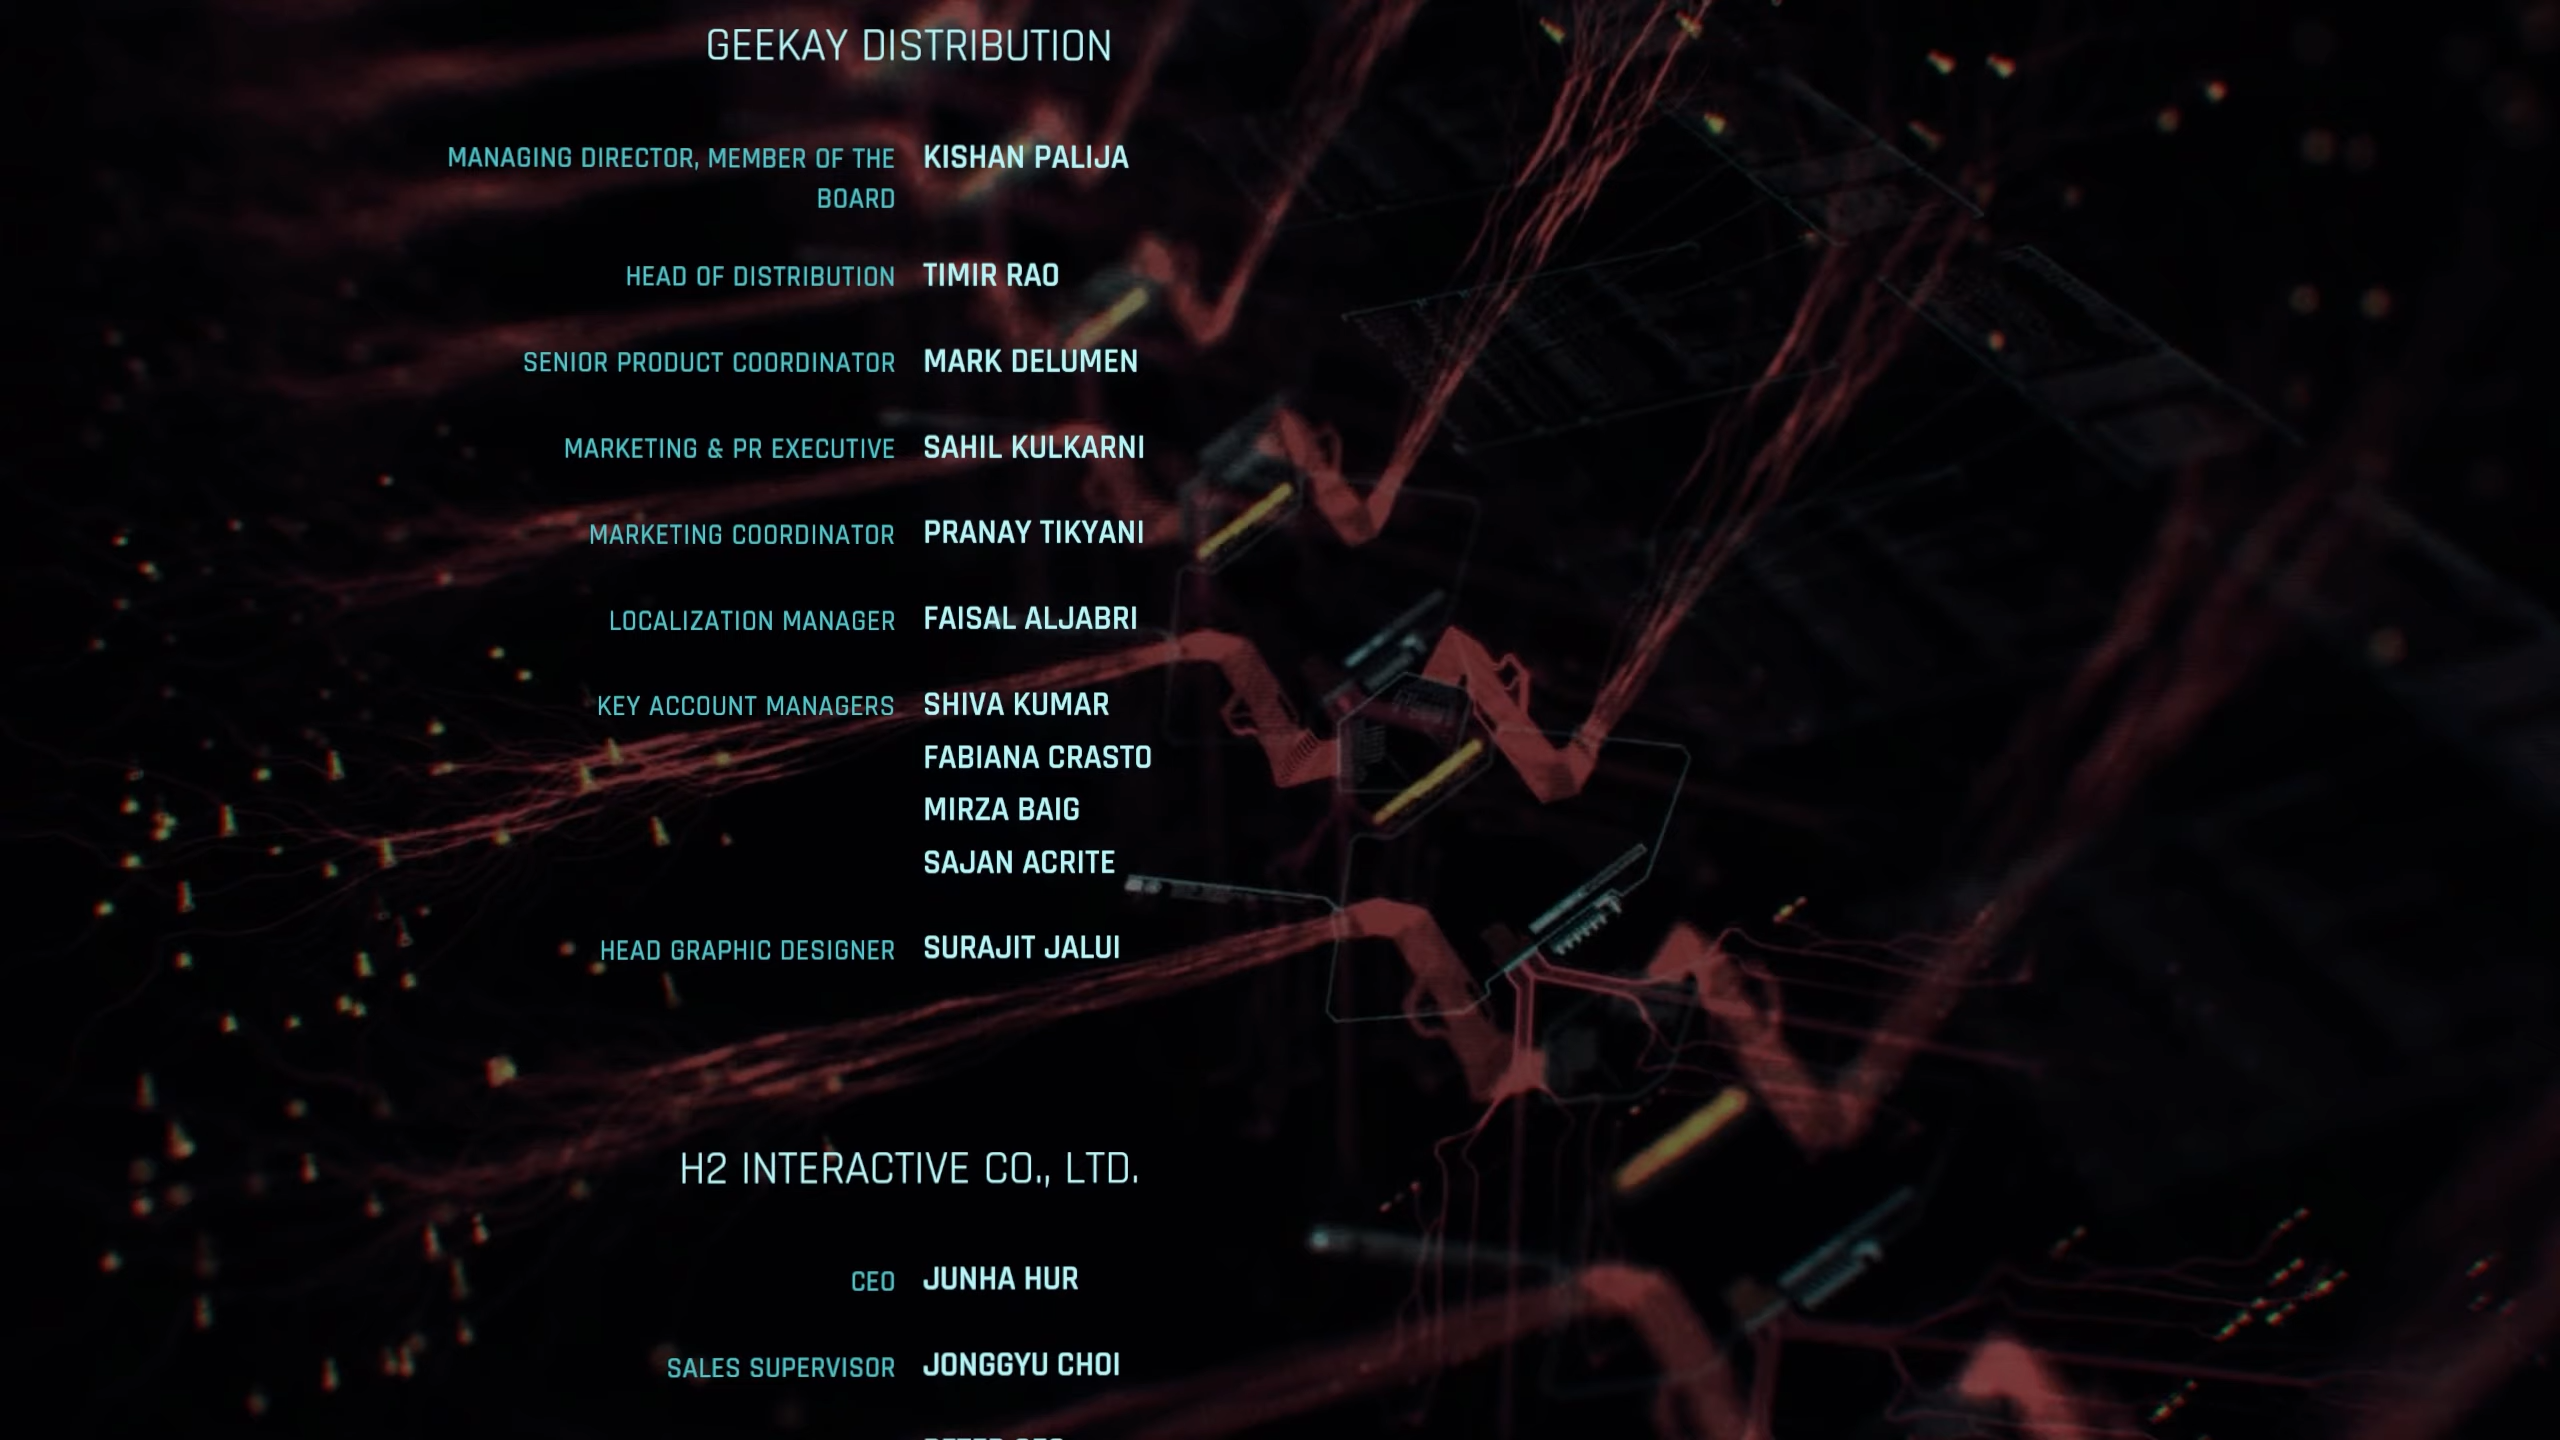 GEEKAY DISTRIBUTION
MANAGING DIRECTOR, MEMBER OF THE BOARD KISHAN PALIJA
HEAD OF DISTRIBUTION TIMIR RAO
SENIOR PRODUCT COORDINATOR MARK DELUMEN
MARKETING & PR EXECUTIVE SAHIL KULKARNI
MARKETING COORDINATOR PRANAY TIKYANI
LOCALIZATION MANAGER FAISAL ALJABRI
KEY ACCOUNT MANAGERS SHIVA KUMAR
FABIANA CRASTO
MIRZA BAIG
SAJAN ACRITE
HEAD GRAPHIC DESIGNER SURAJIT JALUI
H2 INTERACTIVE CO., LTD.
CEO JUNHA HUR
SALES SUPERVISOR JONGGYU CHOI